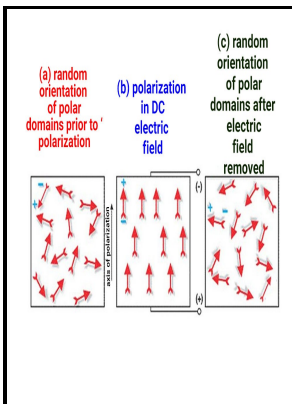 (a) random
orientation
of polar
domains prior to '
polarization
(b) polarization
in DC
electric
field
(c) random
orientation
of polar
domains after
electric
field
removed
axis of polarization
(-)
(+)
+
-
+
-
+
-